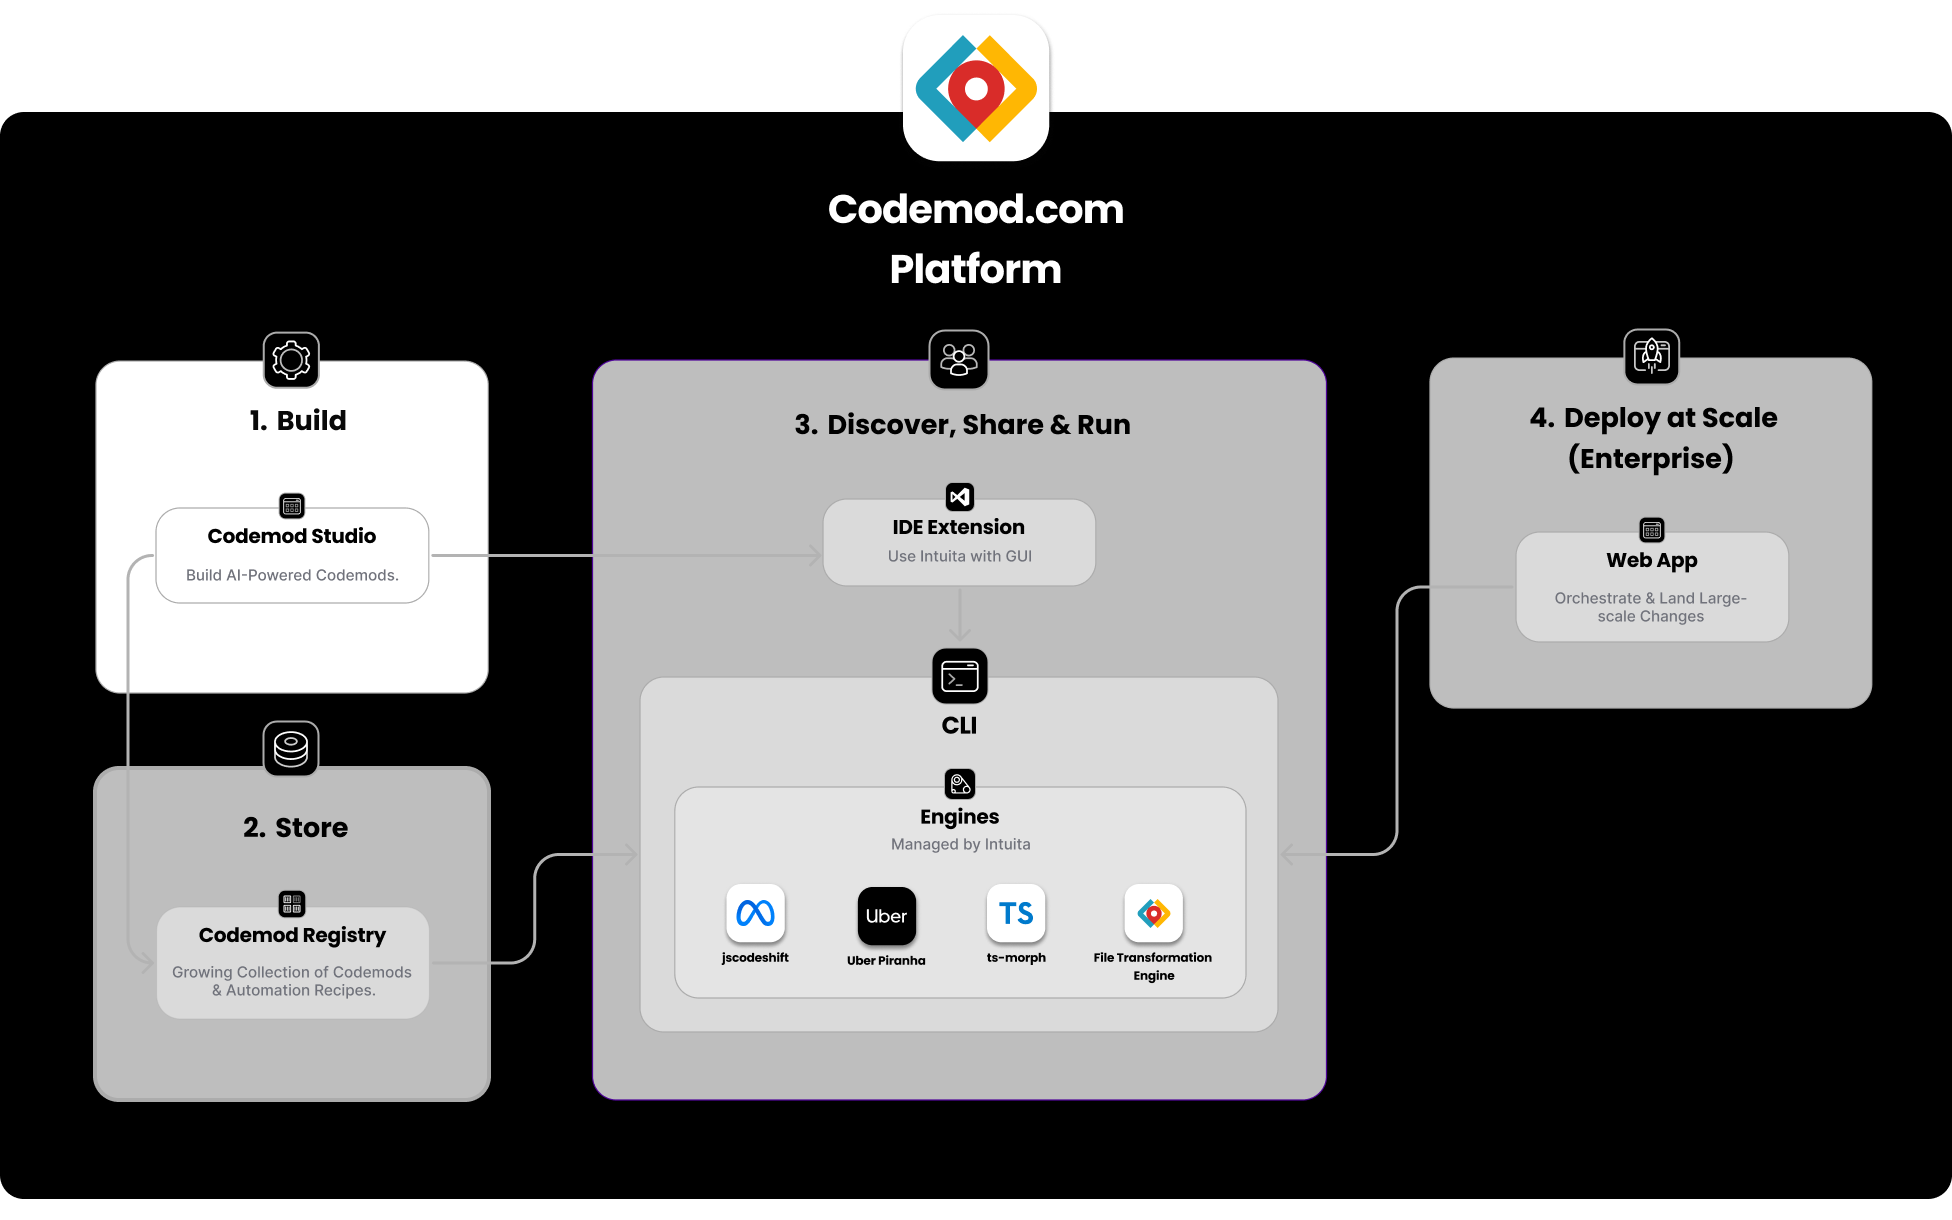 Codemod.com
Platform
1. Build
Codemod Studio
Build AI-Powered Codemods.
2. Store
Codemod Registry
Growing Collection of Codemods
& Automation Recipes.
3. Discover, Share & Run
IDE Extension
Use Intuita with GUI
CLI
Engines
Managed by Intuita
jscodeshift
Uber
Uber Piranha
TS
ts-morph
File Transformation
Engine
4. Deploy at Scale
(Enterprise)
Web App
Orchestrate & Land Large-
scale Changes